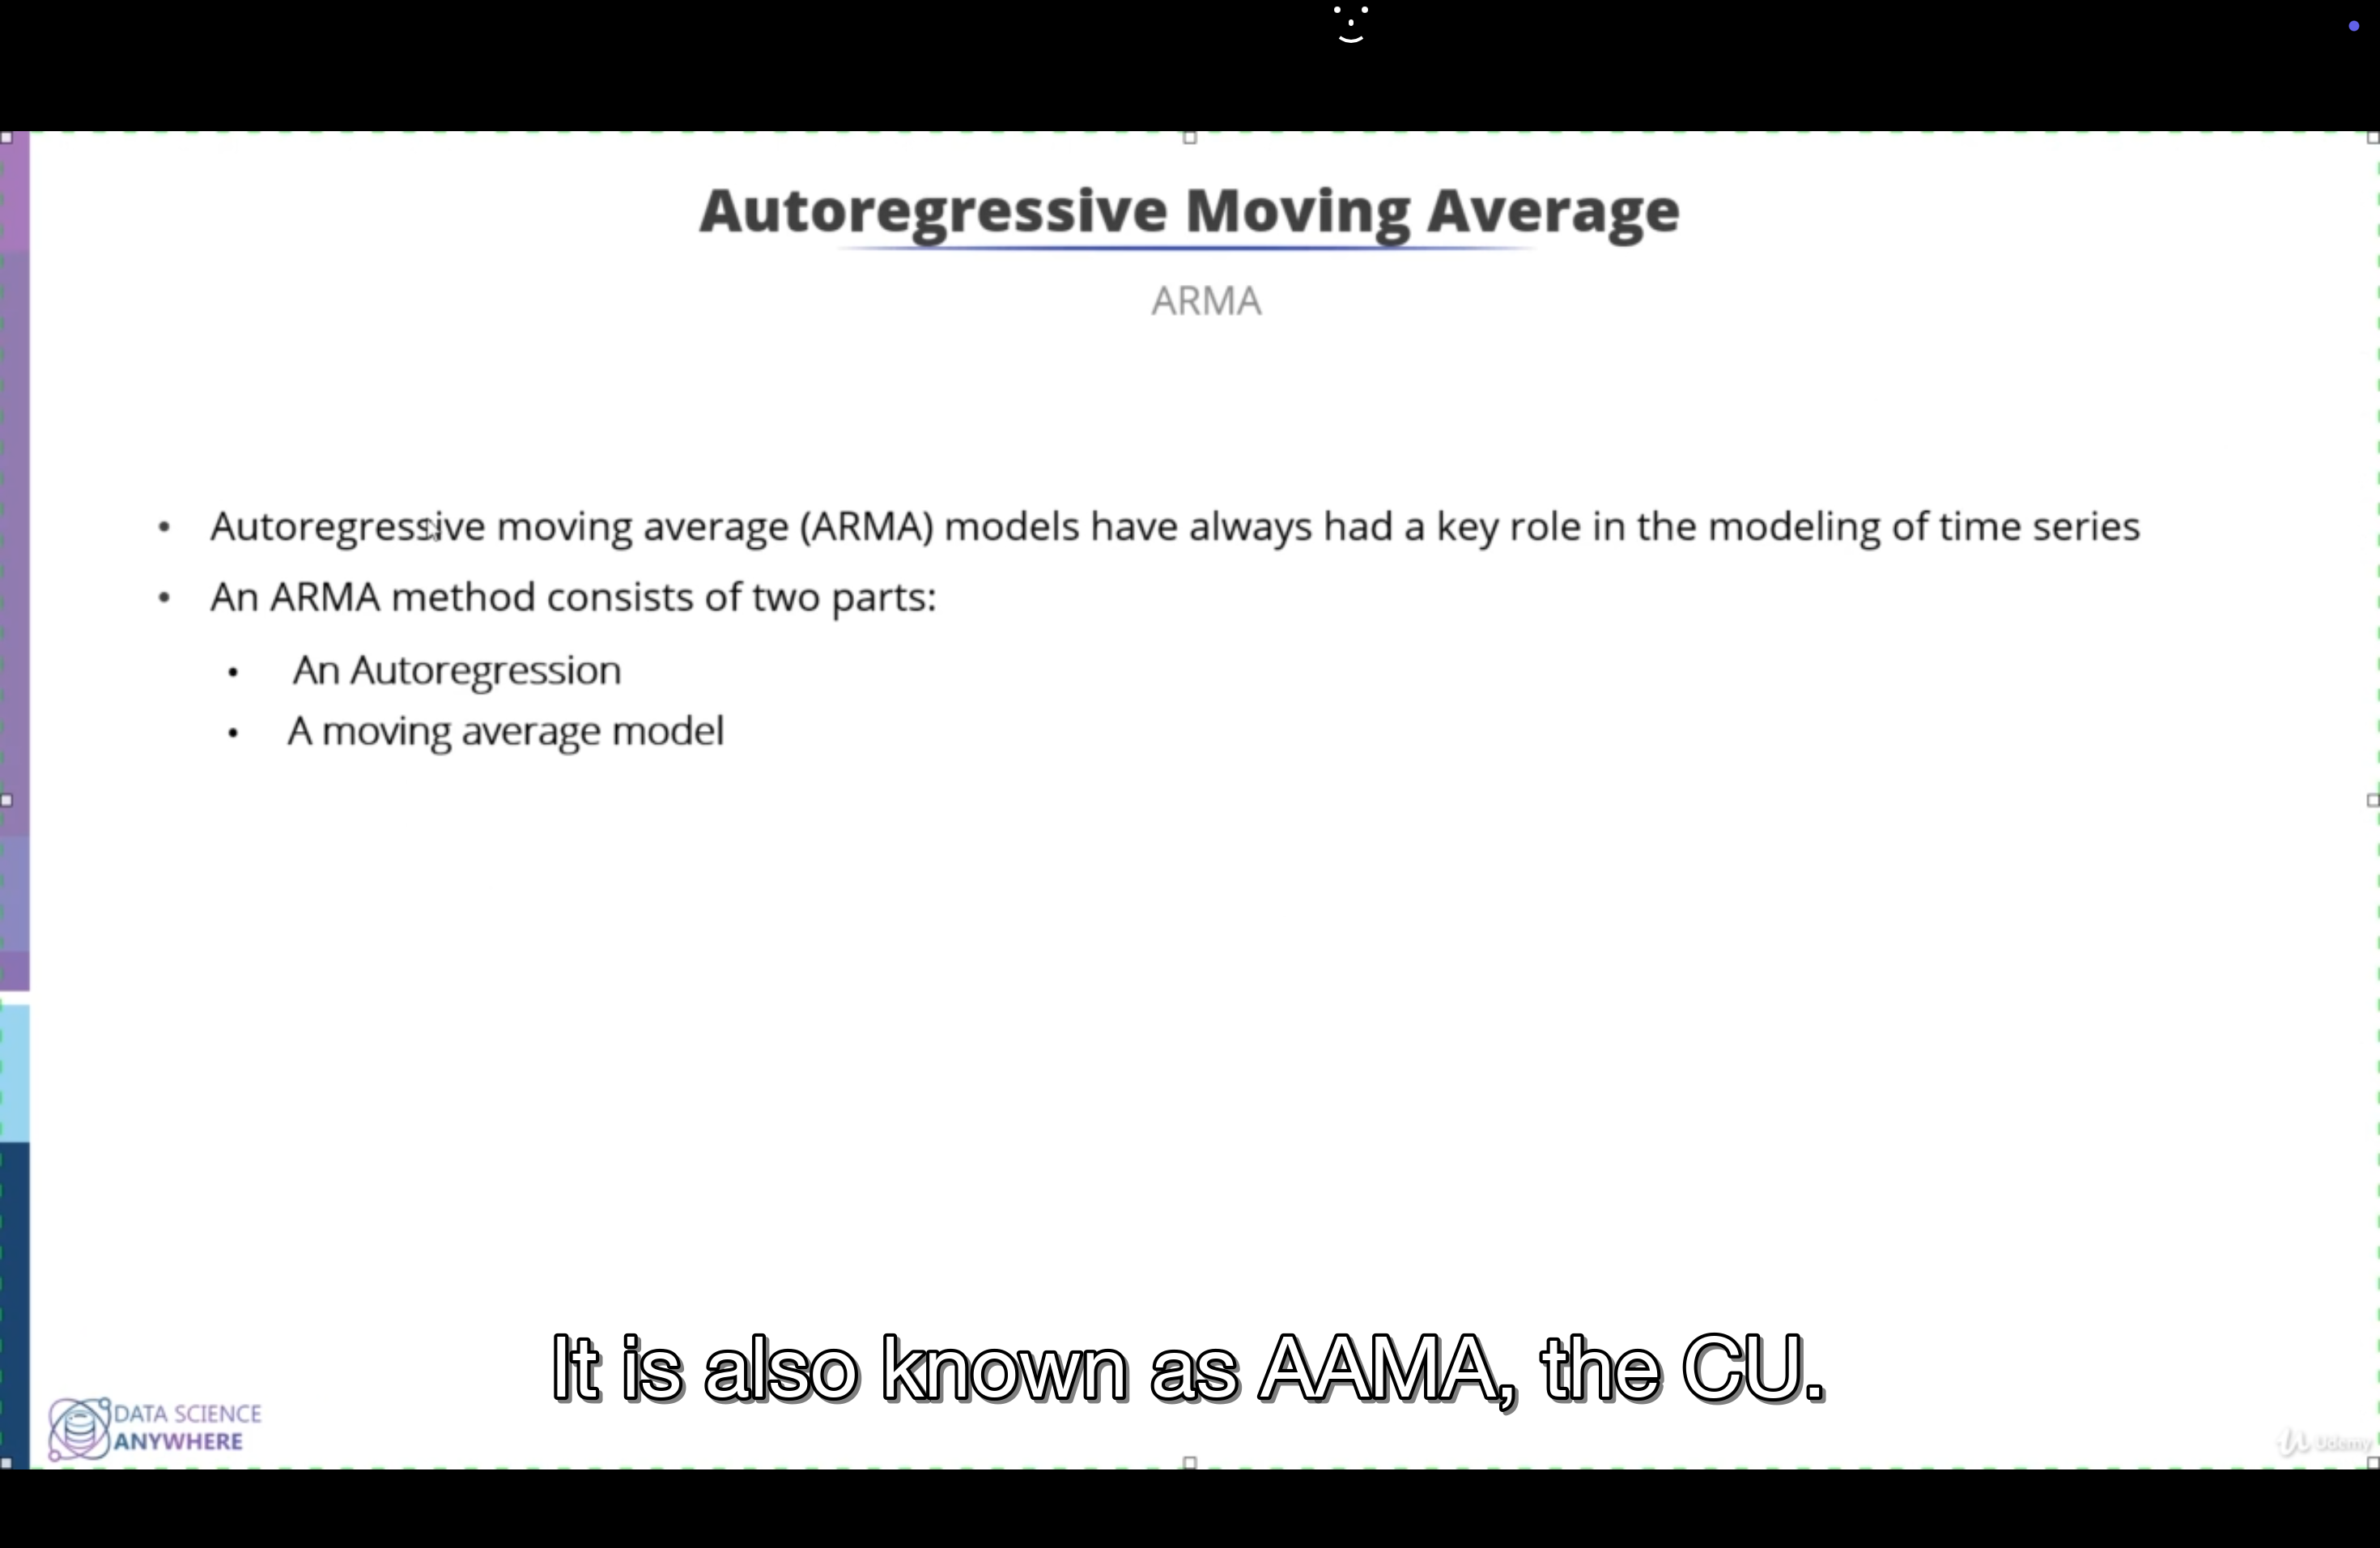 Autoregressive Moving Average
ARMA
• Autoregressive moving average (ARMA) models have always had a key role in the modeling of time series
• An ARMA method consists of two parts:
• An Autoregression
• A moving average model
It is also known as AAMA, the CU.
DATA SCIENCE
ANYWHERE
Udemy